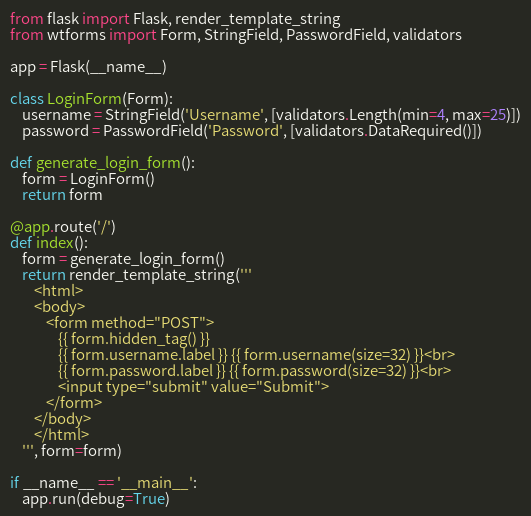 from flask import Flask, render_template_string
from wtforms import Form, StringField, PasswordField, validators

app = Flask(__name__)

class LoginForm(Form):
    username = StringField('Username', [validators.Length(min=4, max=25)])
    password = PasswordField('Password', [validators.DataRequired()])

def generate_login_form():
    form = LoginForm()
    return form

@app.route('/')
def index():
    form = generate_login_form()
    return render_template_string('''
        <html>
        <body>
            <form method="POST">
                {{ form.hidden_tag() }}
                {{ form.username.label }} {{ form.username(size=32) }}<br>
                {{ form.password.label }} {{ form.password(size=32) }}<br>
                <input type="submit" value="Submit">
            </form>
        </body>
        </html>
    ''', form=form)

if __name__ == '__main__':
    app.run(debug=True)